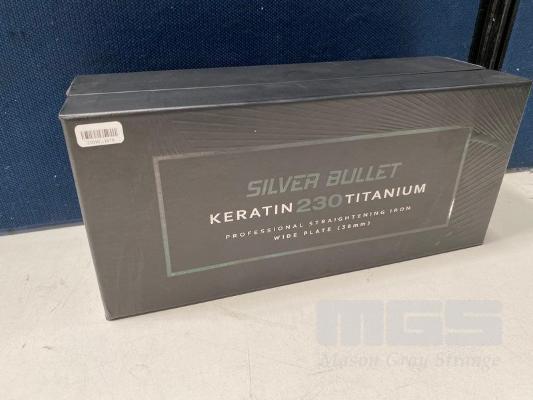 SILVER BULLET
KERATIN 230 TITANIUM
PROFESSIONAL STRAIGHTENING IRON
WIDE PLATE (38mm)
MGS
Mason Gray Strange